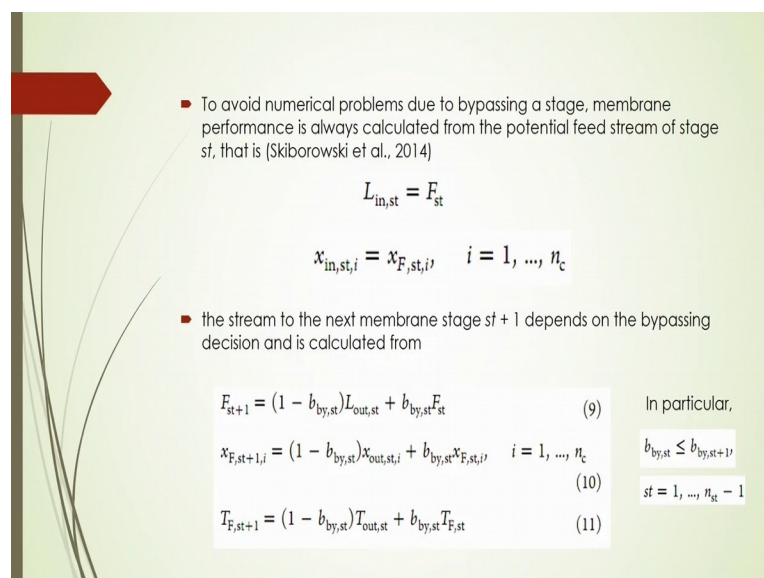 To avoid numerical problems due to bypassing a stage, membrane
performance is always calculated from the potential feed stream of stage
st, that is (Skiborowski et al., 2014)
L_in,st = F_st
x_in,st,i = x_F,st,i, i = 1, ..., n_c
the stream to the next membrane stage st + 1 depends on the bypassing
decision and is calculated from
F_st+1 = (1 − b_by,st)L_out,st + b_by,st F_st (9)
x_F,st+1,i = (1 − b_by,st)x_out,st,i + b_by,st x_F,st,i, i = 1, ..., n_c
(10)
T_F,st+1 = (1 − b_by,st)T_out,st + b_by,st T_F,st (11)
In particular,
b_by,st ≤ b_by,st+1,
st = 1, ..., n_st − 1